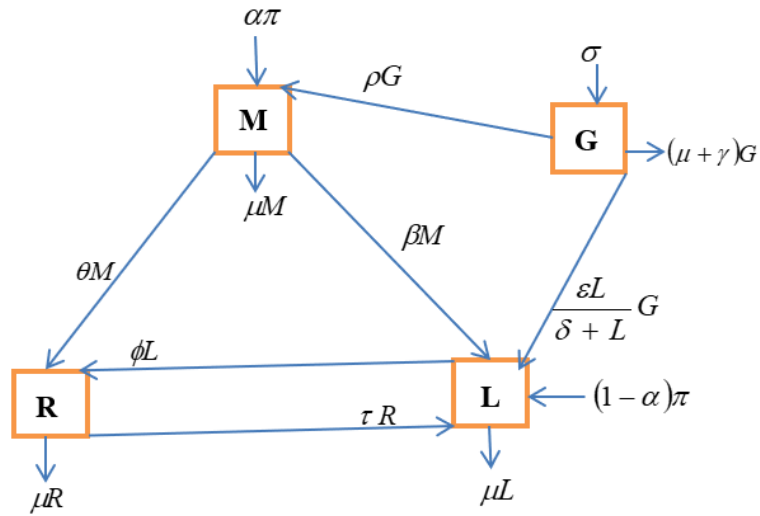 απ
σ
ρG
M
G
(μ + γ)G
μM
βM
θM
εL
δ + L
G
ϕL
R
L
(1 − α)π
τ R
μR
μL